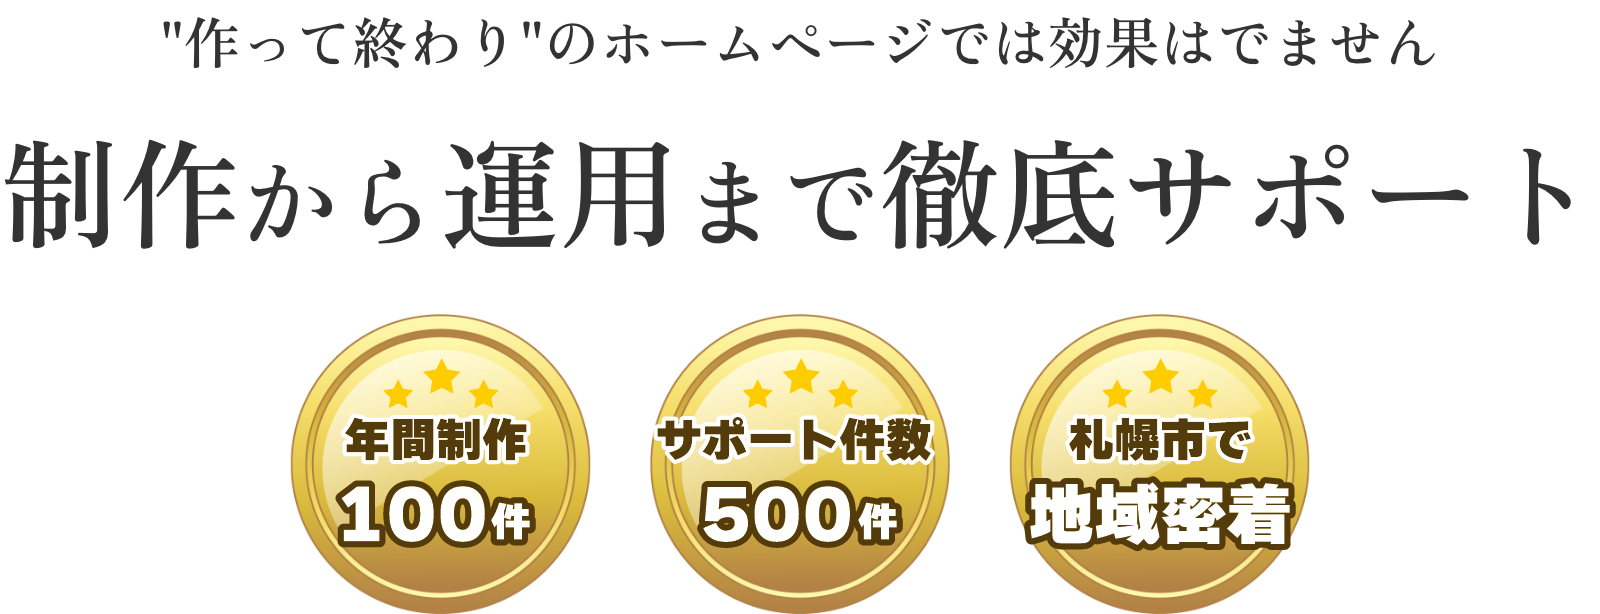 "作って終わり"のホームページでは効果はでません
制作から運用まで徹底サポート
年間制作
100件
サポート件数
500件
札幌市で
地域密着